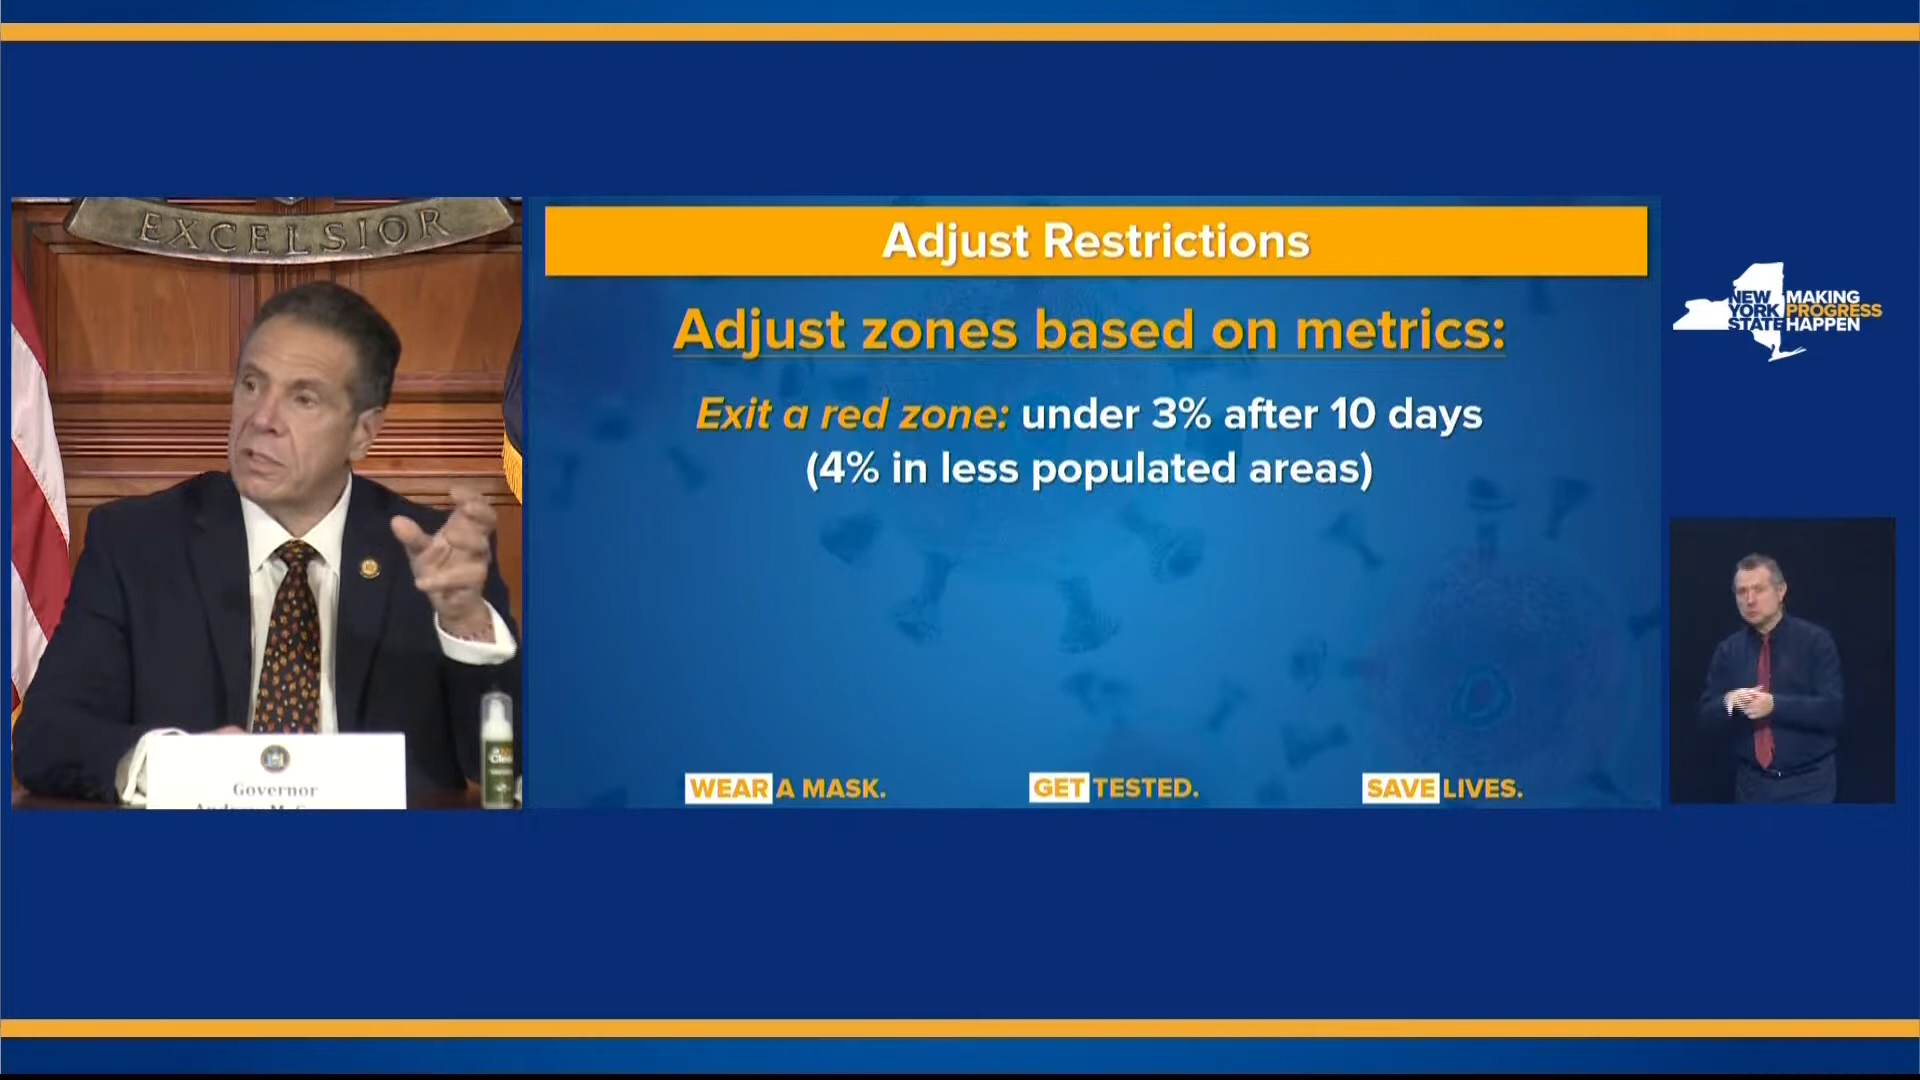 EXCELSIOR
Governor
Adjust Restrictions
Adjust zones based on metrics:
Exit a red zone: under 3% after 10 days
(4% in less populated areas)
WEAR A MASK.
GET TESTED.
SAVE LIVES.
NEW YORK STATE
MAKING PROGRESS HAPPEN